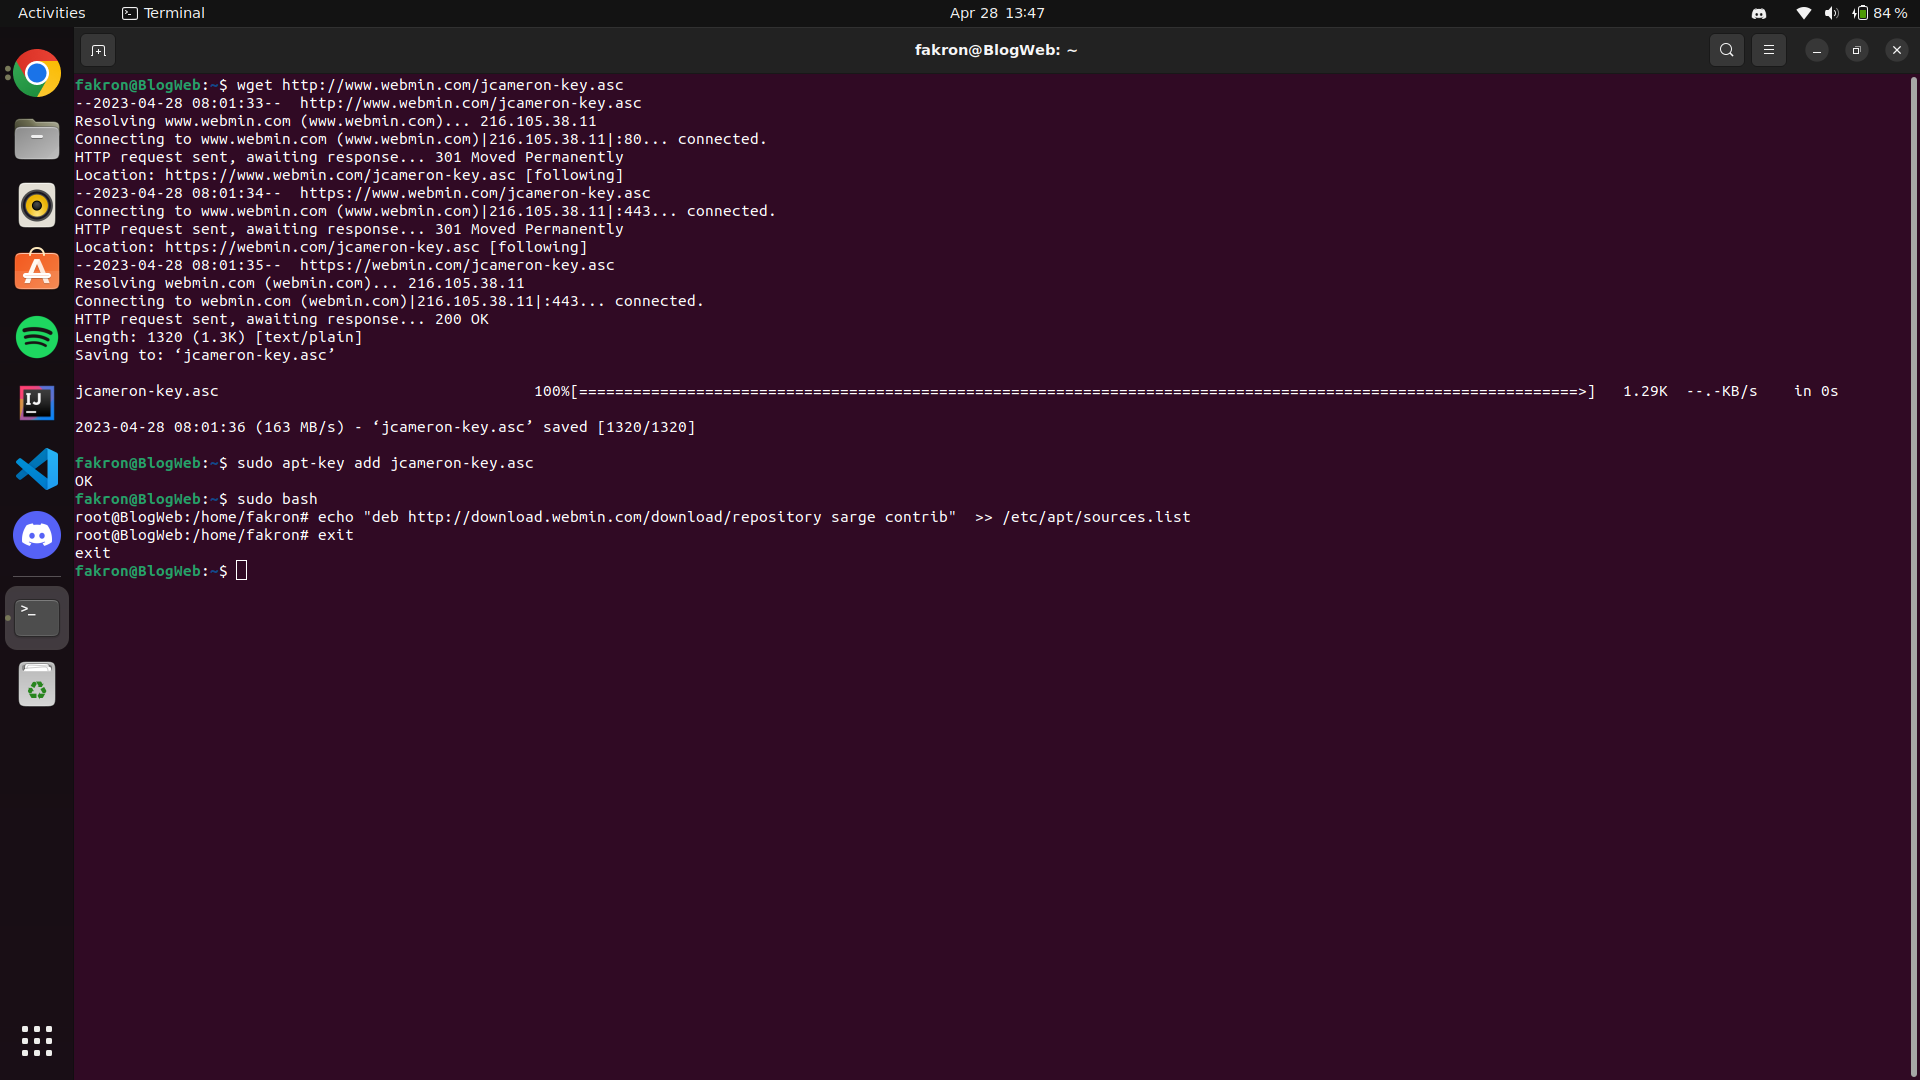 Activities
Terminal
Apr 28 13:47
84 %
fakron@BlogWeb: ~
fakron@BlogWeb:~$ wget http://www.webmin.com/jcameron-key.asc
--2023-04-28 08:01:33--  http://www.webmin.com/jcameron-key.asc
Resolving www.webmin.com (www.webmin.com)... 216.105.38.11
Connecting to www.webmin.com (www.webmin.com)|216.105.38.11|:80... connected.
HTTP request sent, awaiting response... 301 Moved Permanently
Location: https://www.webmin.com/jcameron-key.asc [following]
--2023-04-28 08:01:34--  https://www.webmin.com/jcameron-key.asc
Connecting to www.webmin.com (www.webmin.com)|216.105.38.11|:443... connected.
HTTP request sent, awaiting response... 301 Moved Permanently
Location: https://webmin.com/jcameron-key.asc [following]
--2023-04-28 08:01:35--  https://webmin.com/jcameron-key.asc
Resolving webmin.com (webmin.com)... 216.105.38.11
Connecting to webmin.com (webmin.com)|216.105.38.11|:443... connected.
HTTP request sent, awaiting response... 200 OK
Length: 1320 (1.3K) [text/plain]
Saving to: ‘jcameron-key.asc’
jcameron-key.asc 100%[===============================================================================================================>] 1.29K --.-KB/s in 0s
2023-04-28 08:01:36 (163 MB/s) - ‘jcameron-key.asc’ saved [1320/1320]
fakron@BlogWeb:~$ sudo apt-key add jcameron-key.asc
OK
fakron@BlogWeb:~$ sudo bash
root@BlogWeb:/home/fakron# echo "deb http://download.webmin.com/download/repository sarge contrib"  >> /etc/apt/sources.list
root@BlogWeb:/home/fakron# exit
exit
fakron@BlogWeb:~$
IJ
>_